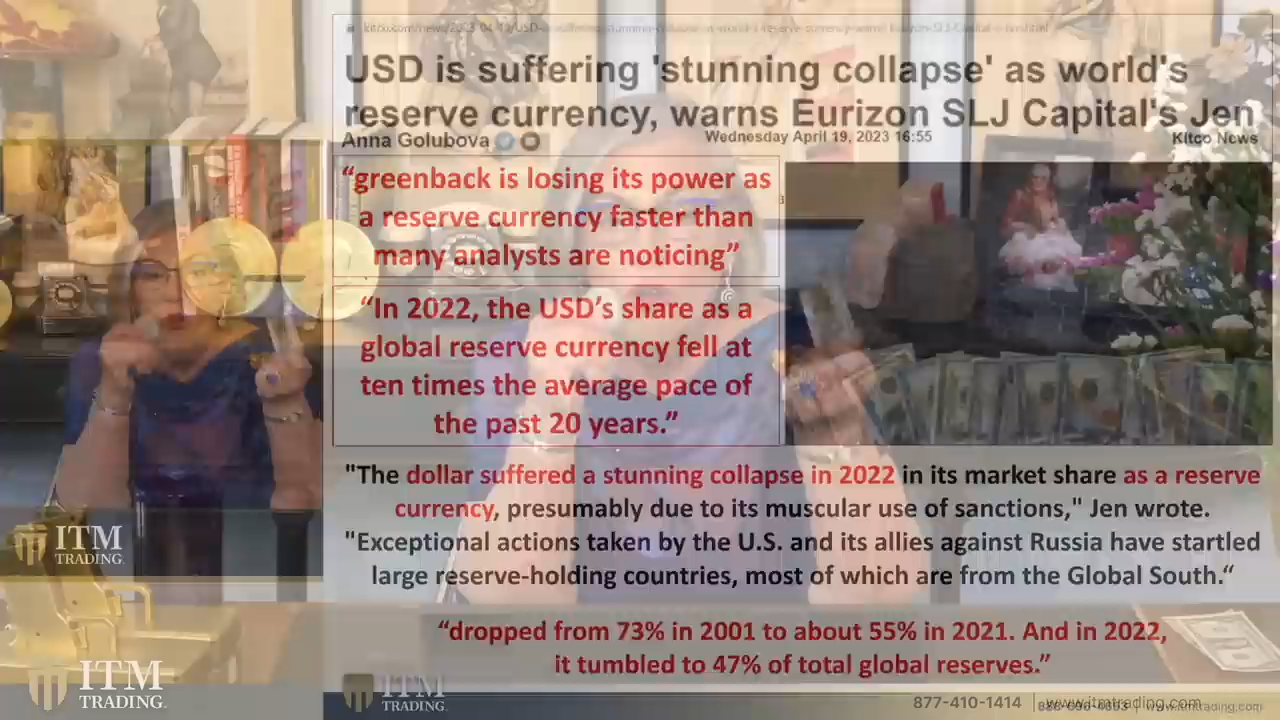 USD is suffering 'stunning collapse' as world's
reserve currency, warns Eurizon SLJ Capital's Jen
Anna Golubova
Wednesday April 19, 2023 16:55
Kitco News
“greenback is losing its power as
a reserve currency faster than
many analysts are noticing”
“In 2022, the USD’s share as a
global reserve currency fell at
ten times the average pace of
the past 20 years.”
"The dollar suffered a stunning collapse in 2022 in its market share as a reserve
currency, presumably due to its muscular use of sanctions," Jen wrote.
"Exceptional actions taken by the U.S. and its allies against Russia have startled
large reserve-holding countries, most of which are from the Global South.“
“dropped from 73% in 2001 to about 55% in 2021. And in 2022,
it tumbled to 47% of total global reserves.”
ITM
TRADING.
ITM
TRADING.
ITM
TRADING.
877-410-1414
www.itmtrading.com
www.itmtrading.com